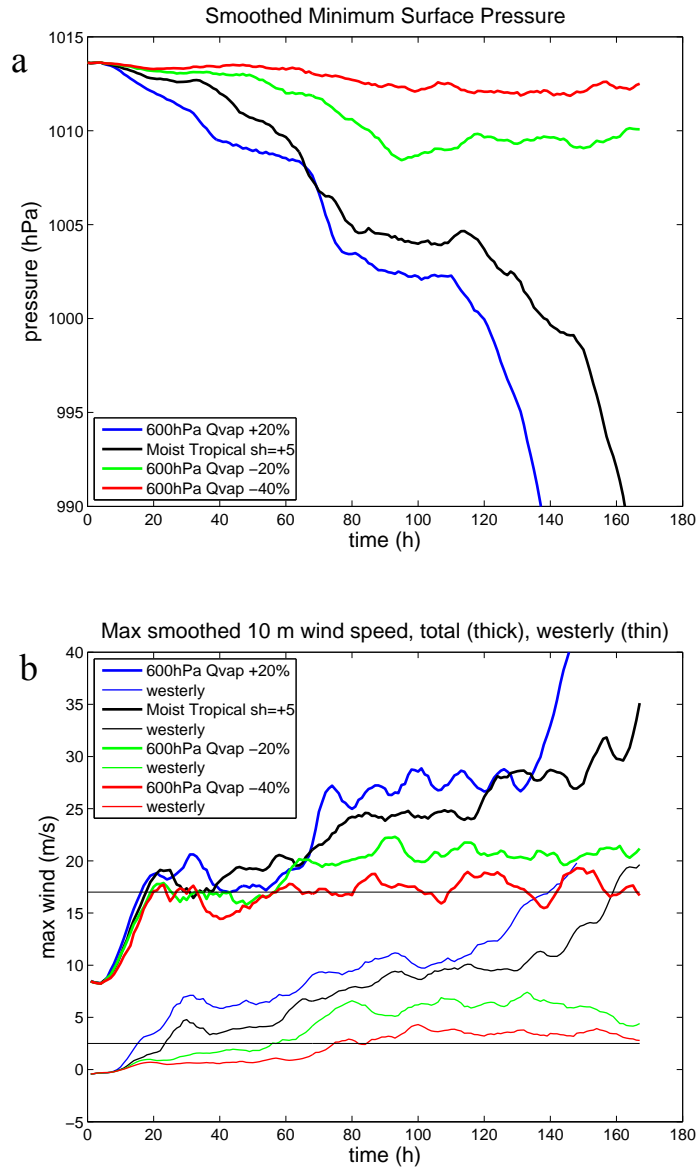 Smoothed Minimum Surface Pressure
a
1015
1010
1005
1000
995
990
pressure (hPa)
600hPa Qvap +20%
Moist Tropical sh=+5
600hPa Qvap −20%
600hPa Qvap −40%
0 20 40 60 80 100 120 140 160 180
time (h)
Max smoothed 10 m wind speed, total (thick), westerly (thin)
b
40
35
30
25
20
15
10
5
0
−5
max wind (m/s)
600hPa Qvap +20%
westerly
Moist Tropical sh=+5
westerly
600hPa Qvap −20%
westerly
600hPa Qvap −40%
westerly
0 20 40 60 80 100 120 140 160 180
time (h)